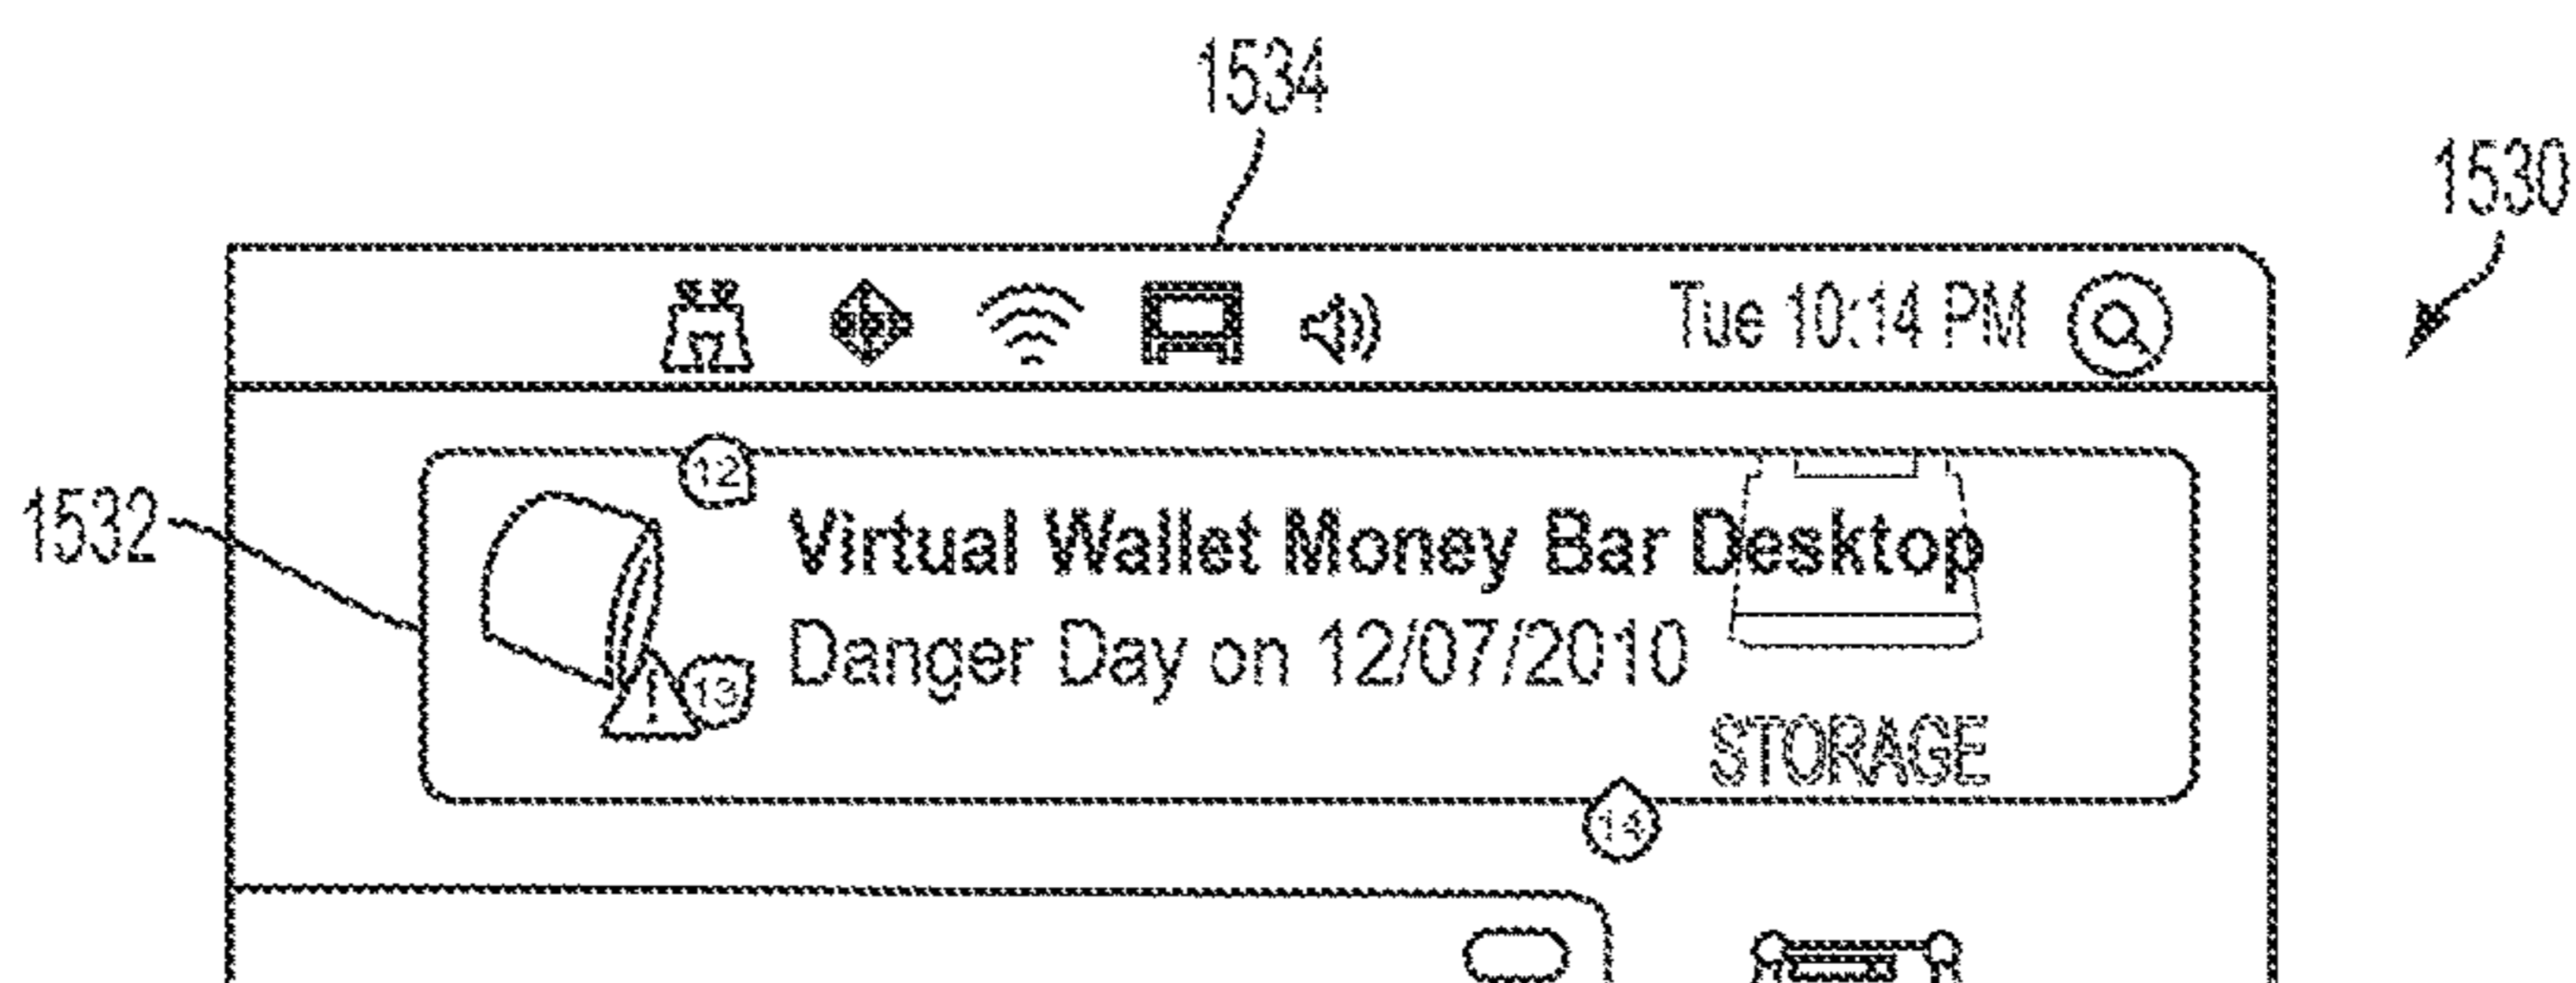 1534
1530
Tue 10:14 PM
12
1532
Virtual Wallet Money Bar Desktop
Danger Day on 12/07/2010
13
STORAGE
14